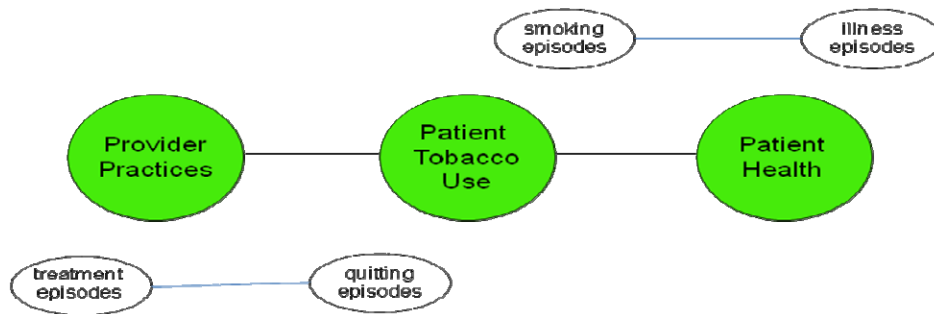 smoking
episodes
illness
episodes
Provider
Practices
Patient
Tobacco
Use
Patient
Health
treatment
episodes
quitting
episodes